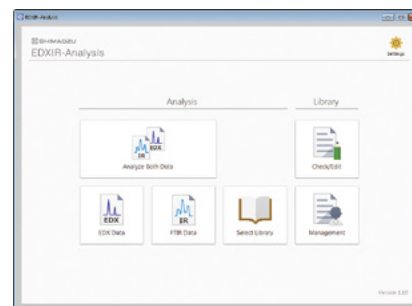 EDXIR-Analysis
SHIMADZU
EDXIR-Analysis
Settings
Analysis
Library
IR
EDX
Analyze Both Data
Check/Edit
EDX
IR
EDX Data
FTIR Data
Select Library
Management